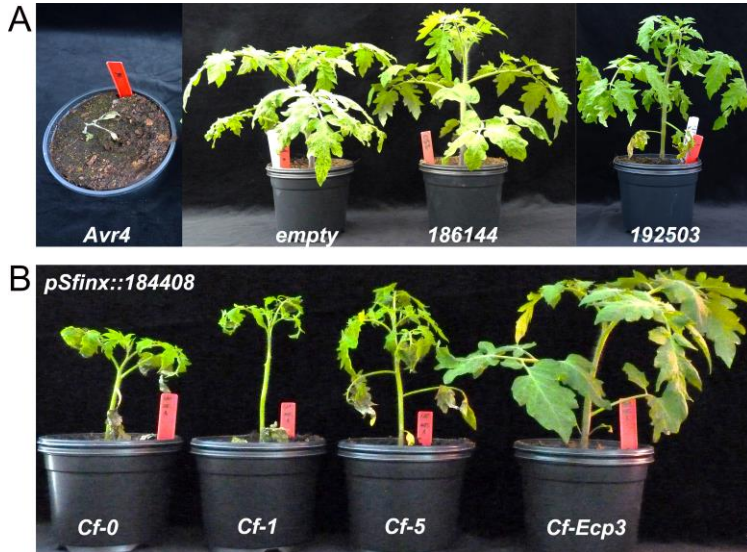 A
Avr4
empty
186144
192503
B
pSfinx::184408
Cf-0
Cf-1
Cf-5
Cf-Ecp3